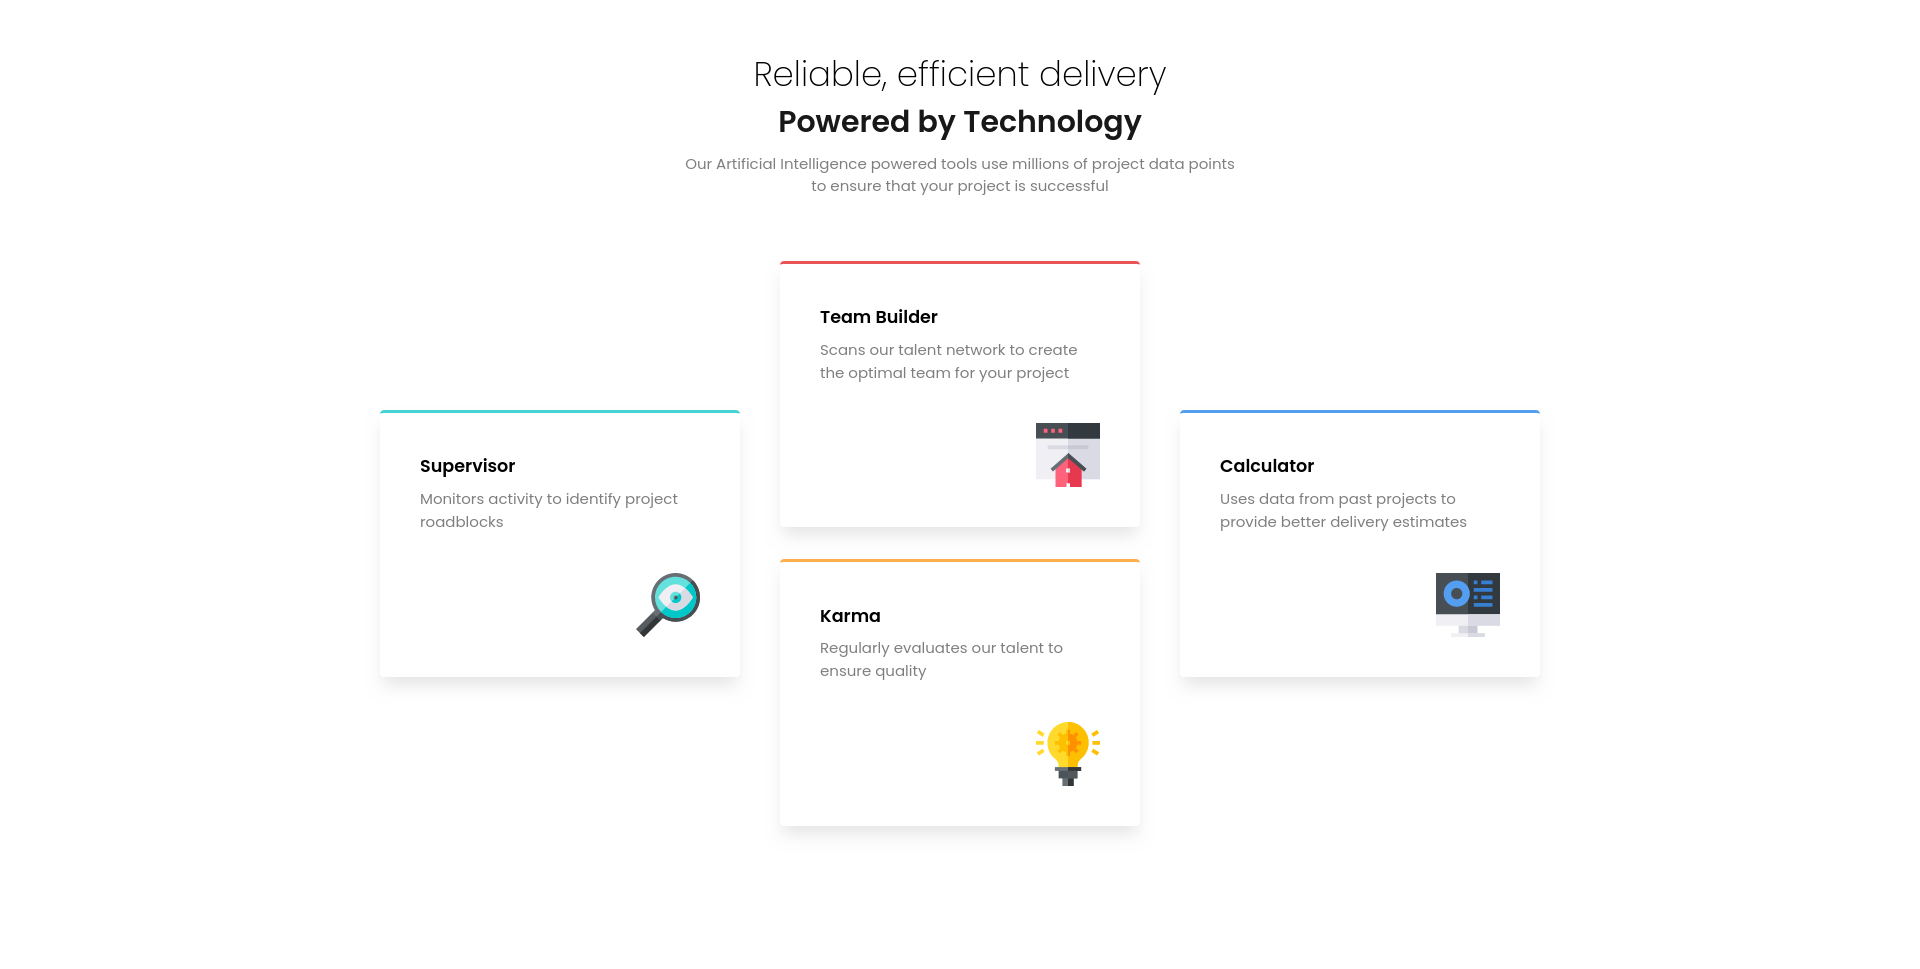 Reliable, efficient delivery
Powered by Technology
Our Artificial Intelligence powered tools use millions of project data points
to ensure that your project is successful
Team Builder
Scans our talent network to create
the optimal team for your project
Supervisor
Monitors activity to identify project
roadblocks
Calculator
Uses data from past projects to
provide better delivery estimates
Karma
Regularly evaluates our talent to
ensure quality